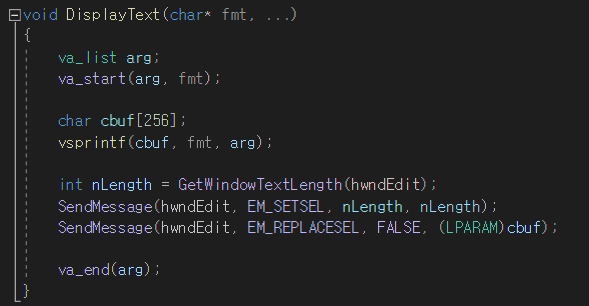 void DisplayText(char* fmt, ...)
{
va_list arg;
va_start(arg, fmt);
char cbuf[256];
vsprintf(cbuf, fmt, arg);
int nLength = GetWindowTextLength(hwndEdit);
SendMessage(hwndEdit, EM_SETSEL, nLength, nLength);
SendMessage(hwndEdit, EM_REPLACESEL, FALSE, (LPARAM)cbuf);
va_end(arg);
}